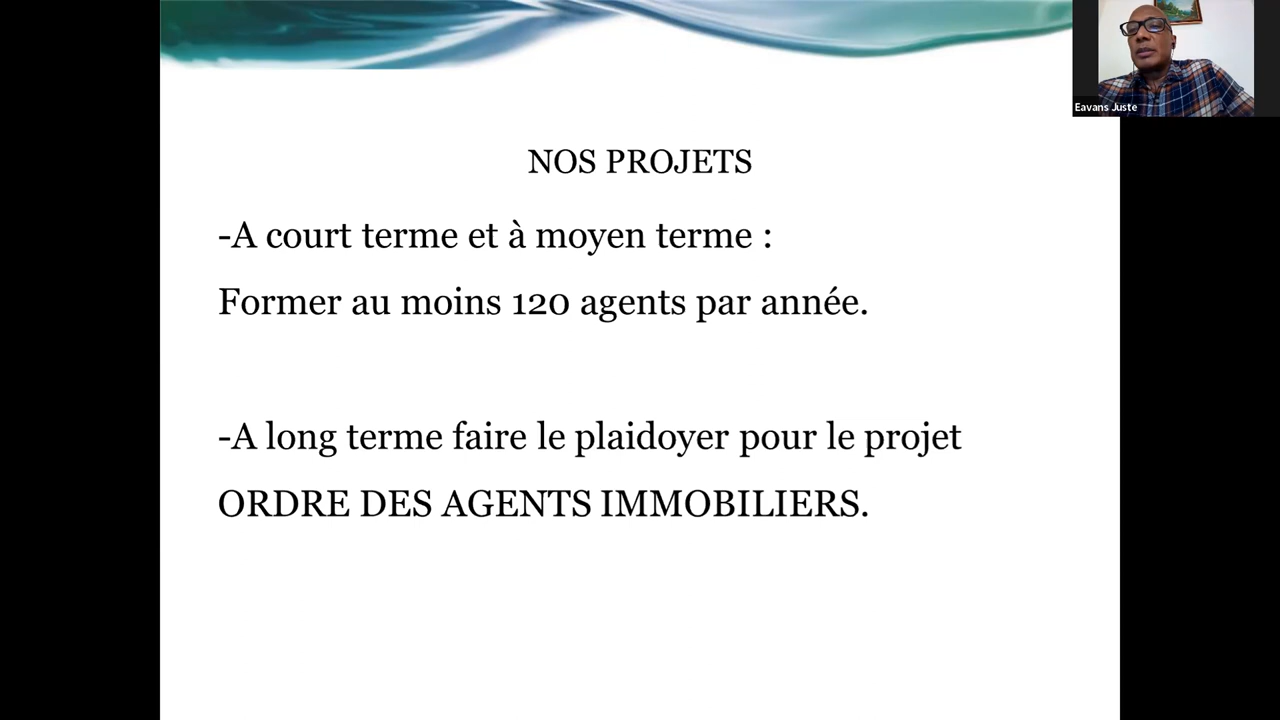 Eavans Juste
NOS PROJETS
-A court terme et à moyen terme :
Former au moins 120 agents par année.
-A long terme faire le plaidoyer pour le projet
ORDRE DES AGENTS IMMOBILIERS.